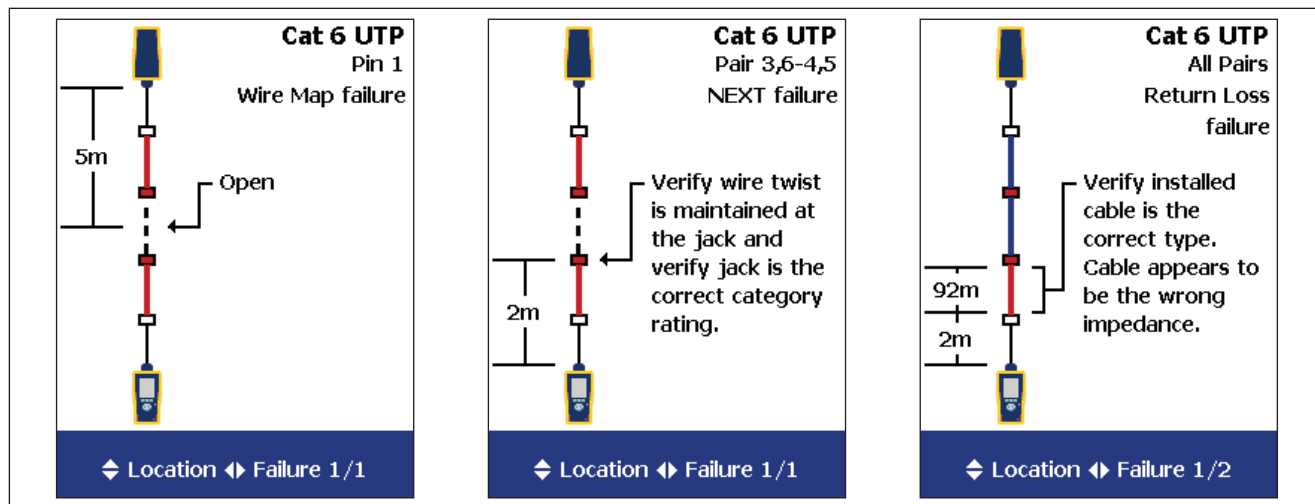 Cat 6 UTP
Pin 1
Wire Map failure
5m
Open
Location Failure 1/1
Cat 6 UTP
Pair 3,6-4,5
NEXT failure
Verify wire twist
is maintained at
the jack and
verify jack is the
correct category
rating.
2m
Location Failure 1/1
Cat 6 UTP
All Pairs
Return Loss
failure
Verify installed
cable is the
correct type.
Cable appears to
be the wrong
impedance.
92m
2m
Location Failure 1/2